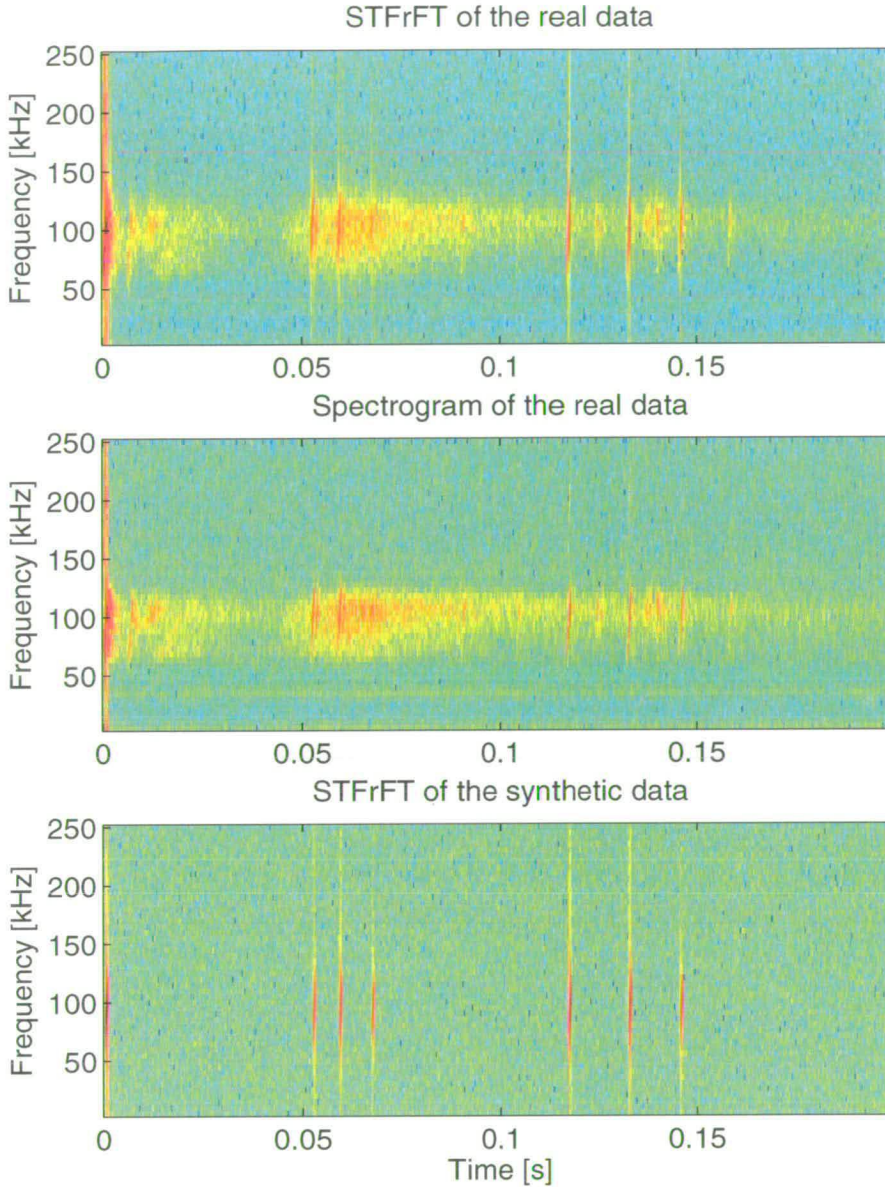 STFrFT of the real data
250
200
150
100
50
Frequency [kHz]
0 0.05 0.1 0.15
Spectrogram of the real data
250
200
150
100
50
Frequency [kHz]
0 0.05 0.1 0.15
STFrFT of the synthetic data
250
200
150
100
50
Frequency [kHz]
0 0.05 0.1 0.15
Time [s]